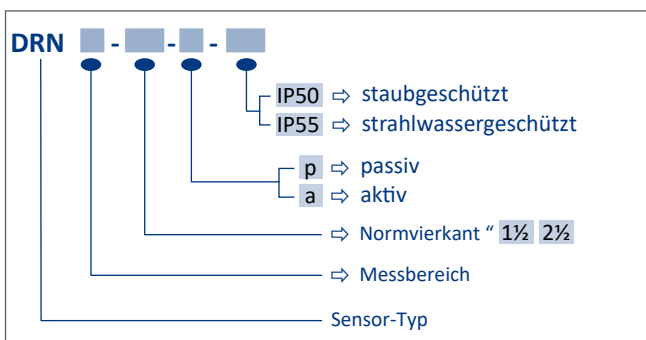 DRN - - -
IP50 ⇨ staubgeschützt
IP55 ⇨ strahlwassergeschützt
p ⇨ passiv
a ⇨ aktiv
⇨ Normvierkant “ 1½ 2½
⇨ Messbereich
Sensor-Typ